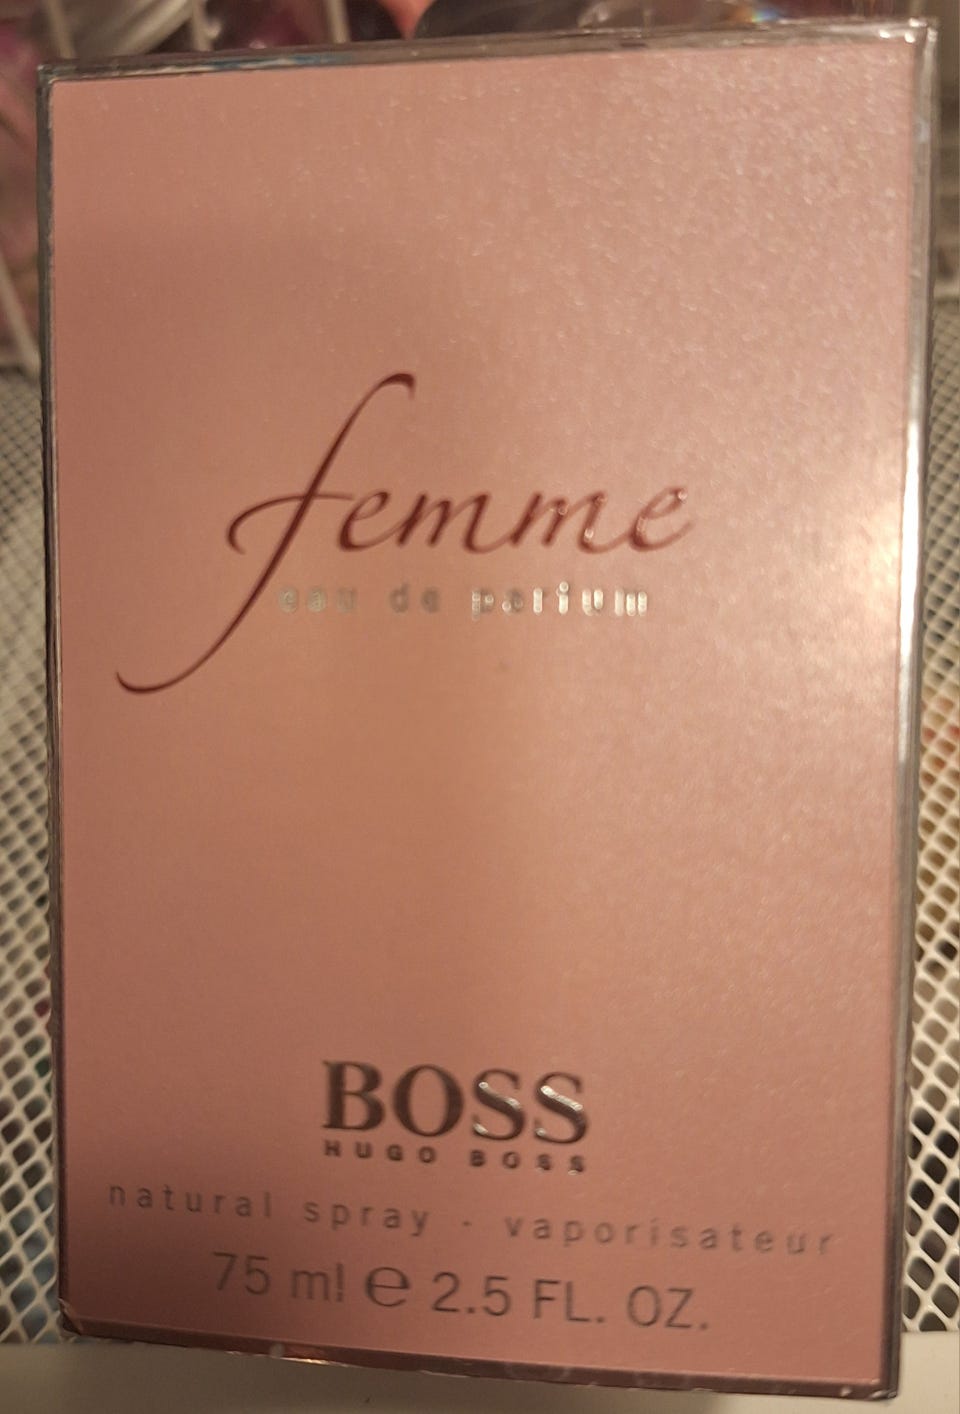 femme
eau de parfum
BOSS
HUGO BOSS
natural spray · vaporisateur
75 ml ℮ 2.5 FL. OZ.